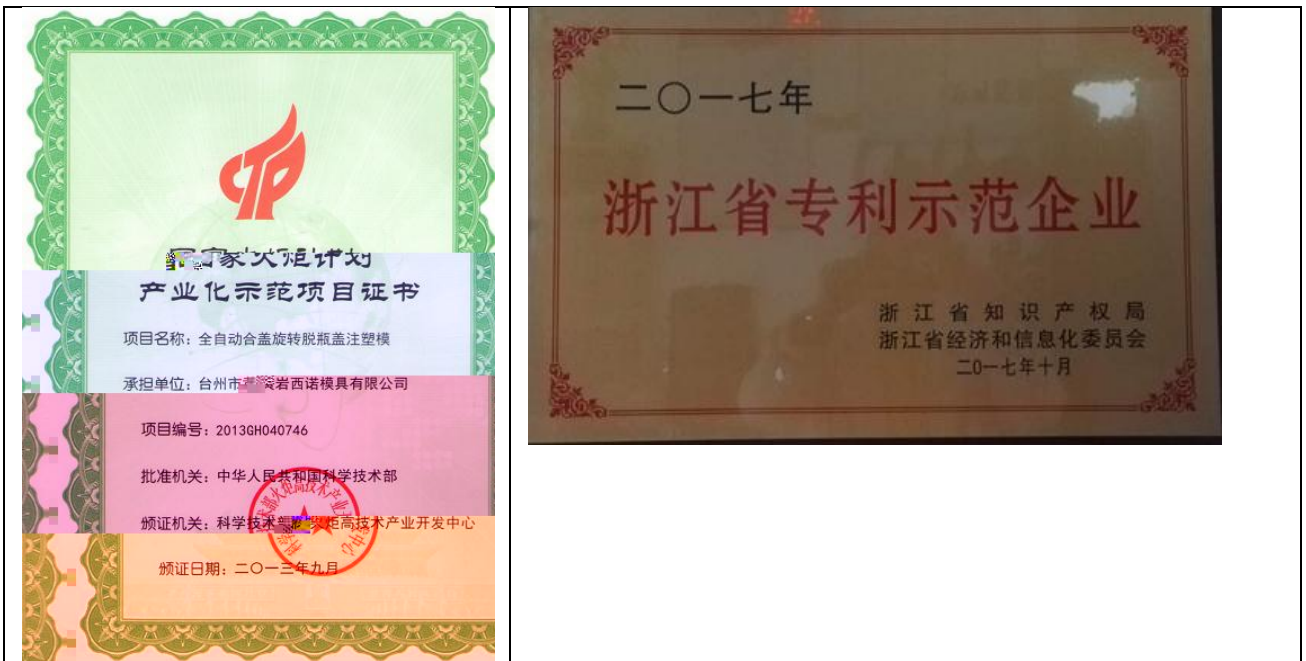 国家火炬计划
产业化示范项目证书
项目名称：全自动合盖旋转脱瓶盖注塑模
承担单位：台州市黄岩西诺模具有限公司
项目编号：2013GH040746
批准机关：中华人民共和国科学技术部
颁证机关：科学技术部火炬高技术产业开发中心
颁证日期：二〇一三年九月
二〇一七年
浙江省专利示范企业
浙江省知识产权局
浙江省经济和信息化委员会
二0一七年十月